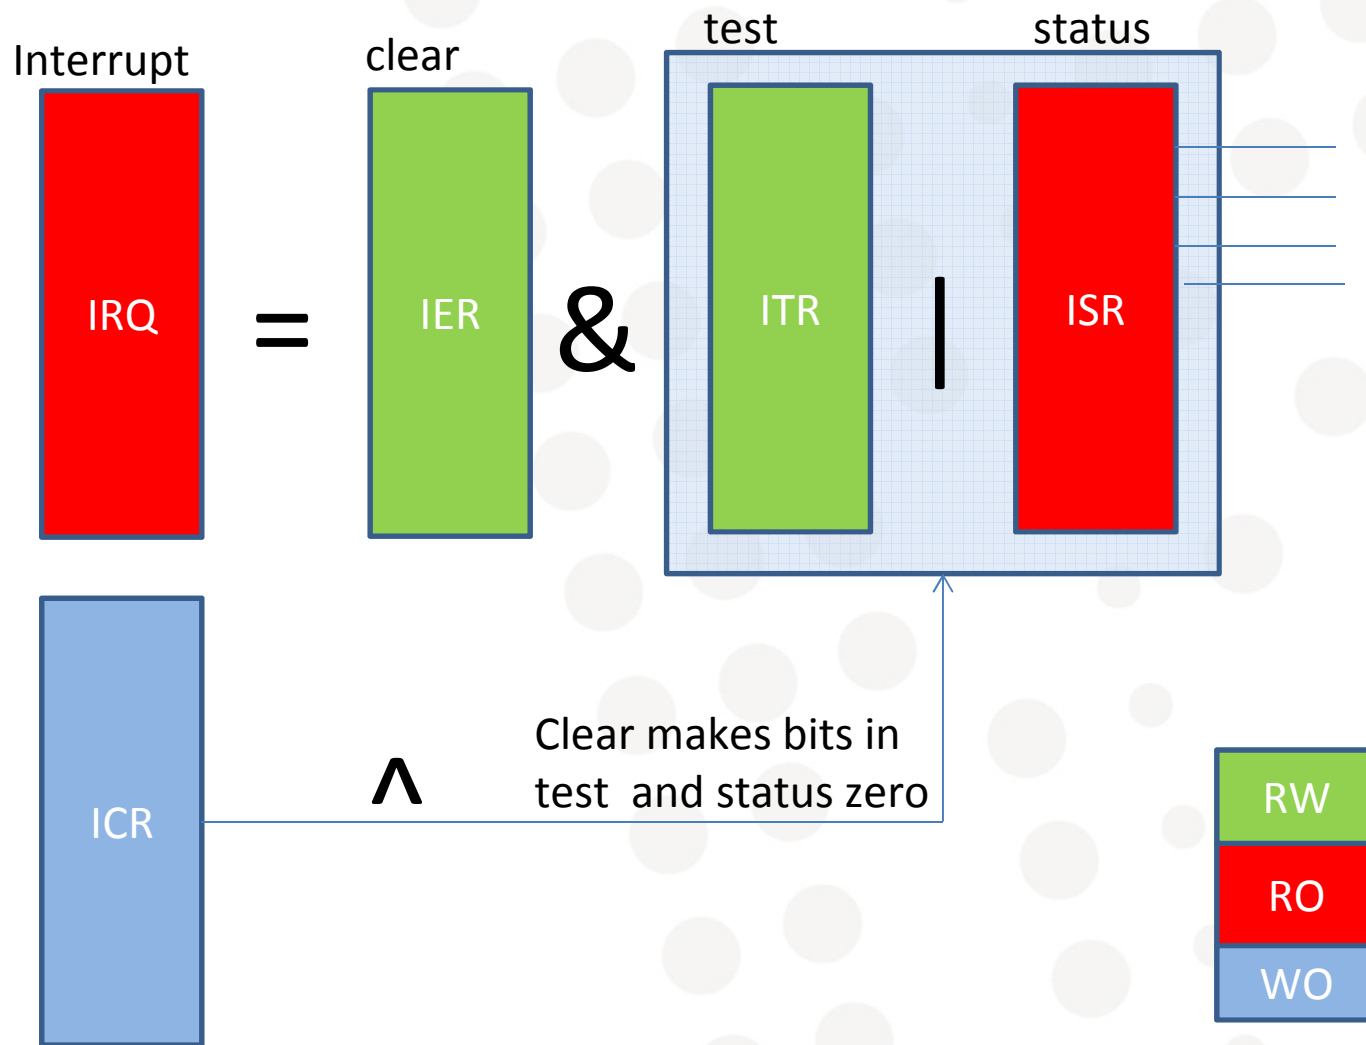 Interrupt
clear
test
status
IRQ
=
IER
&
ITR
|
ISR
ICR
^
Clear makes bits in
test and status zero
RW
RO
WO